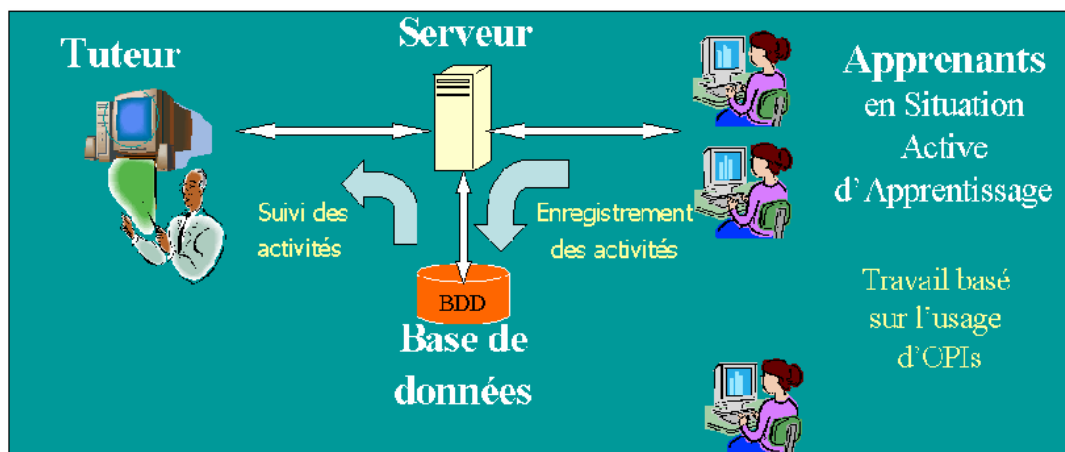 Tuteur
Serveur
Apprenants
en Situation
Active
d'Apprentissage
Suivi des
activités
Enregistrement
des activités
BDD
Base de
données
Travail basé
sur l'usage
d'OPIs